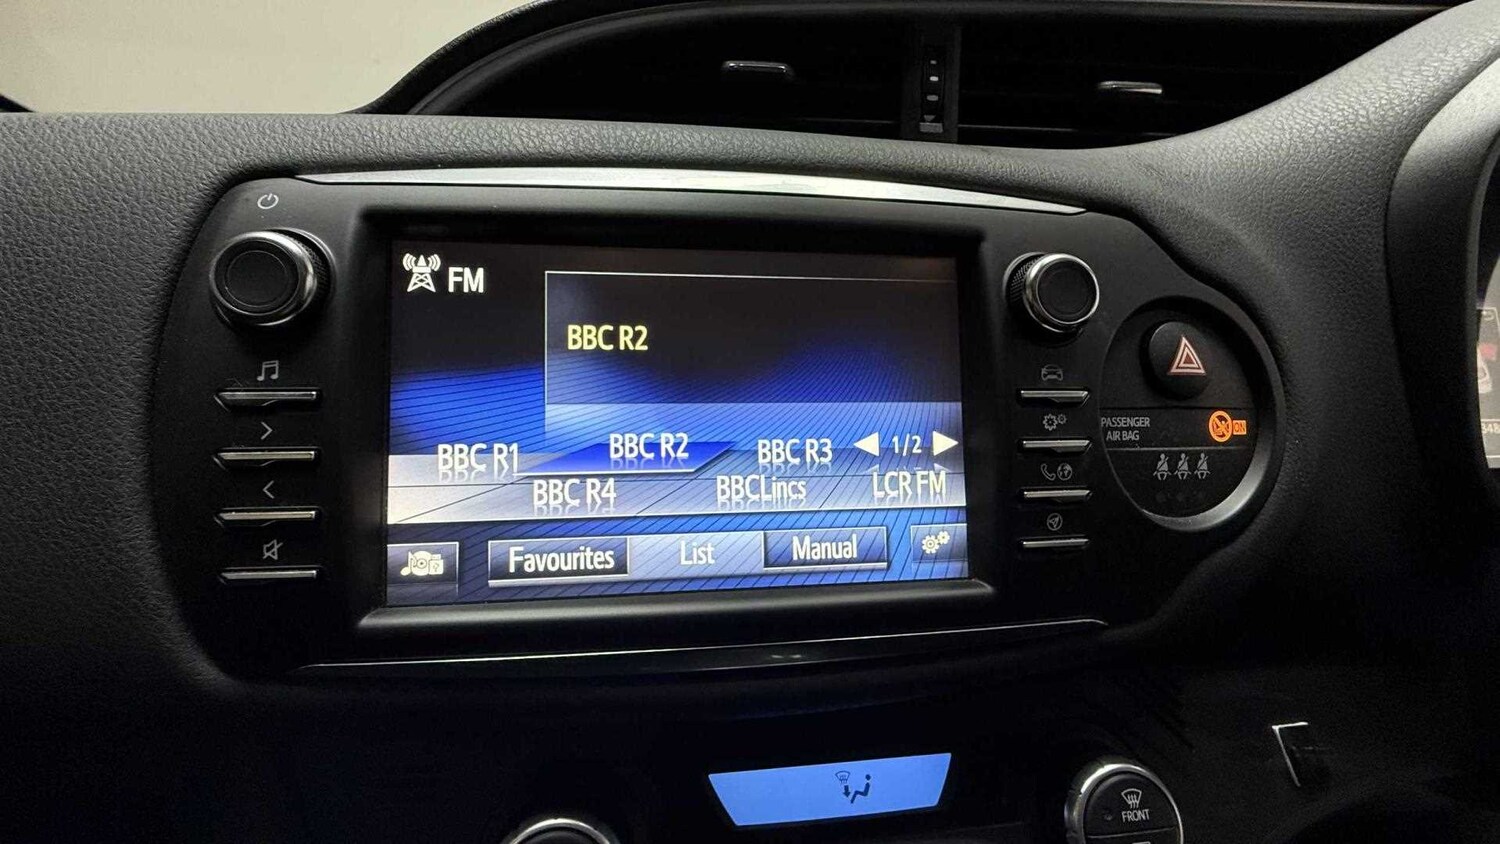 FM
BBC R2
BBC R1
BBC R2
BBC R3
1/2
BBC R4
BBCLincs
LCR FM
Favourites
List
Manual
PASSENGER
AIR BAG
ON
FRONT